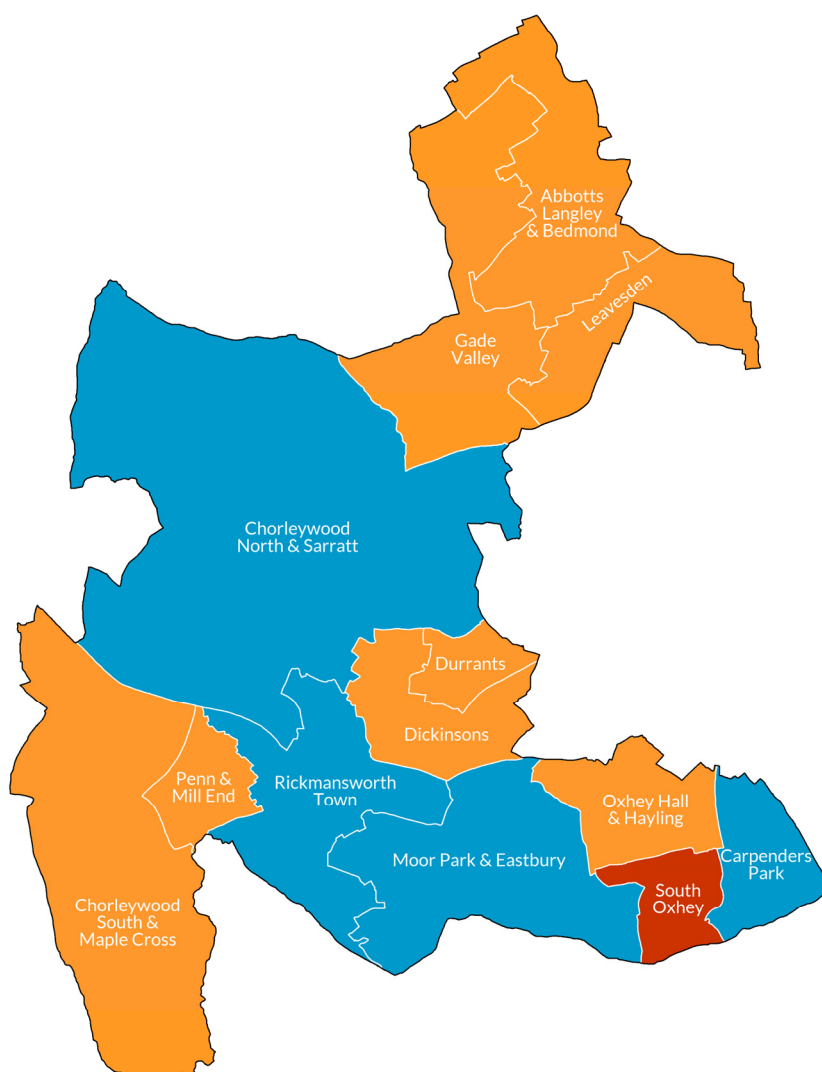 Abbotts
Langley
& Bedmond
Leavesden
Gade
Valley
Chorleywood
North & Sarratt
Durrants
Dickinsons
Penn &
Mill End
Rickmansworth
Town
Oxhey Hall
& Hayling
Moor Park & Eastbury
Carpenders
Park
South
Oxhey
Chorleywood
South &
Maple Cross